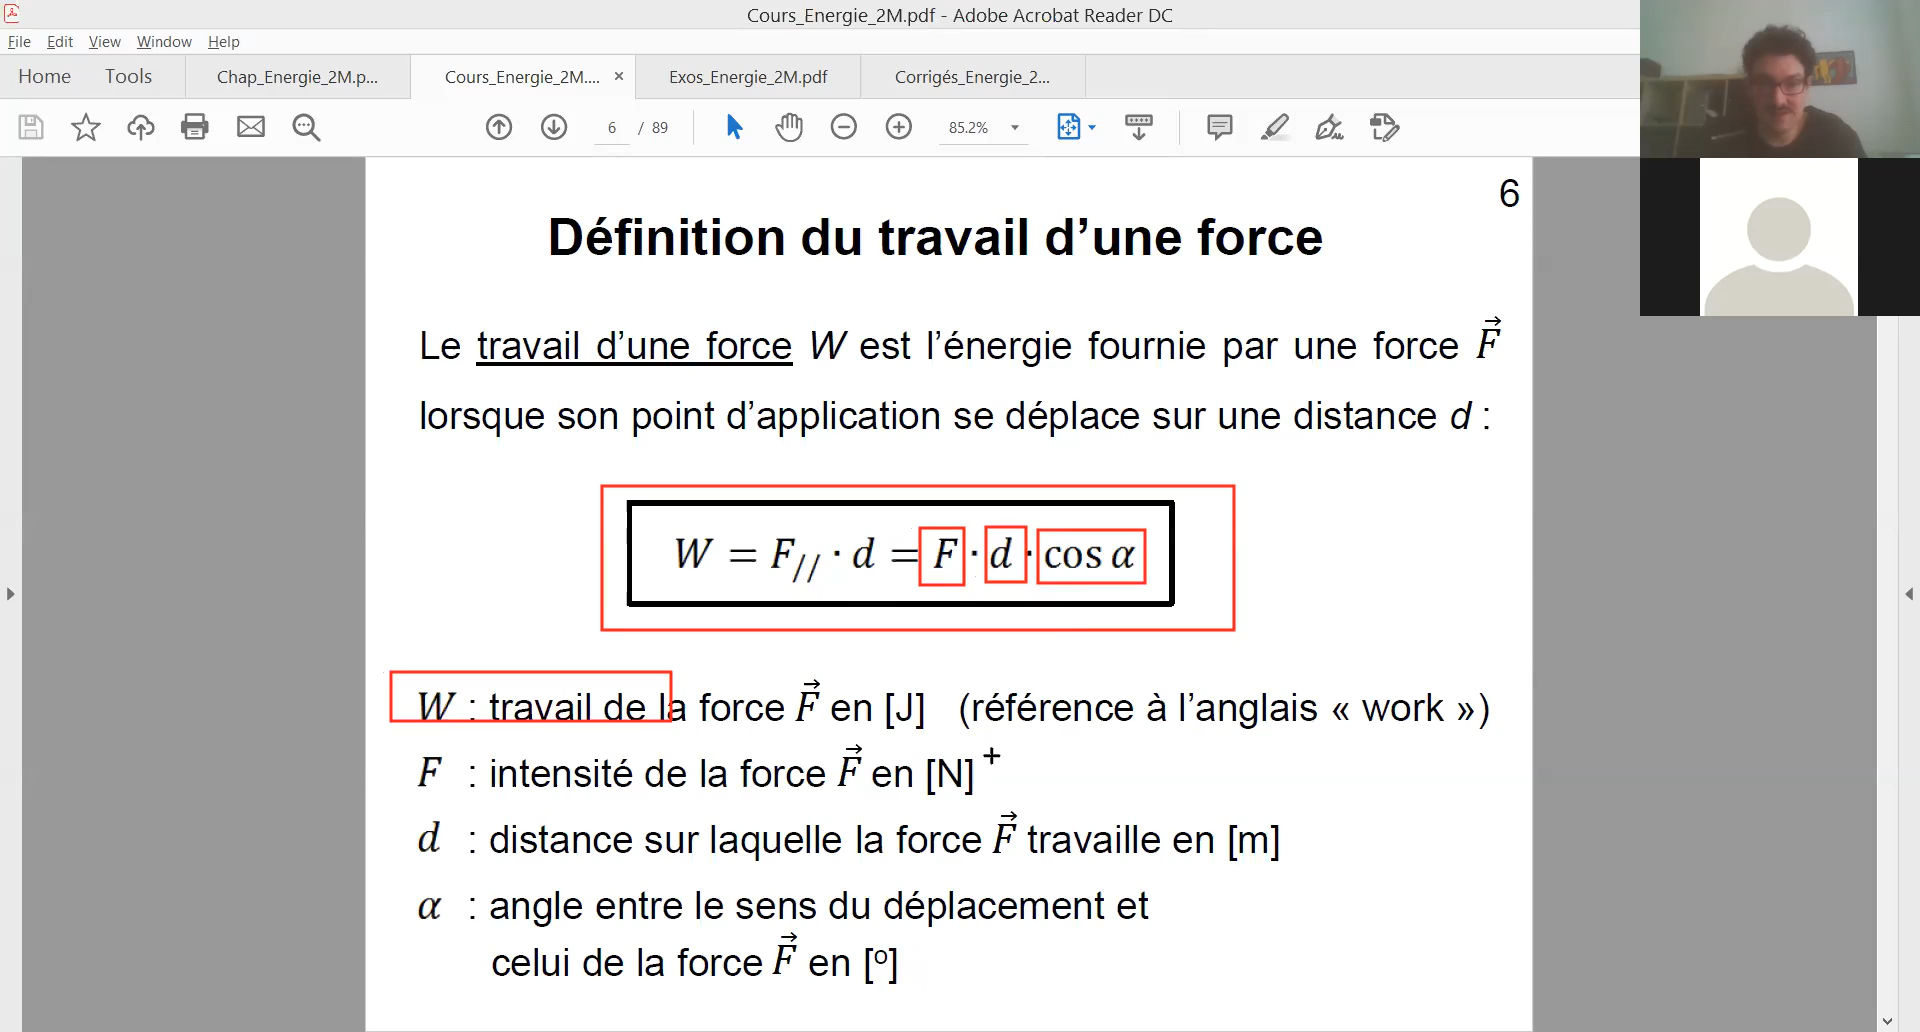 Cours_Energie_2M.pdf - Adobe Acrobat Reader DC
File Edit View Window Help
Home Tools Chap_Energie_2M.p... Cours_Energie_2M.... × Exos_Energie_2M.pdf Corrigés_Energie_2...
6 / 89 85.2%
6
Définition du travail d’une force
Le travail d’une force W est l’énergie fournie par une force F⃗
lorsque son point d’application se déplace sur une distance d :
W = F// · d = F · d · cos α
W : travail de la force F⃗ en [J] (référence à l’anglais « work »)
F : intensité de la force F⃗ en [N]
d : distance sur laquelle la force F⃗ travaille en [m]
α : angle entre le sens du déplacement et
celui de la force F⃗ en [°]